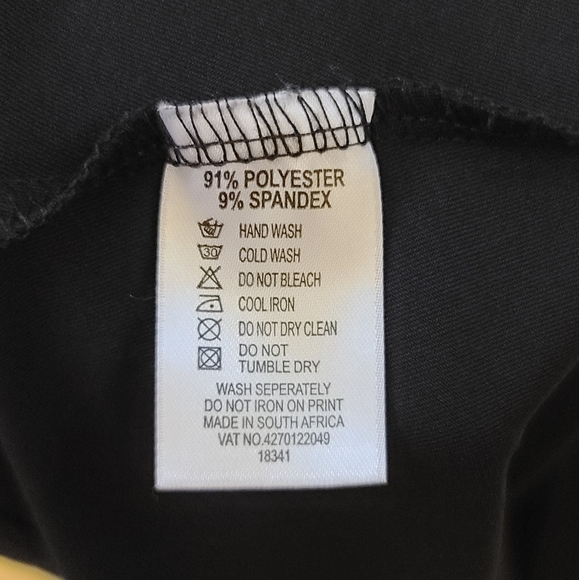 91% POLYESTER
9% SPANDEX
HAND WASH
30 COLD WASH
DO NOT BLEACH
COOL IRON
DO NOT DRY CLEAN
DO NOT
TUMBLE DRY
WASH SEPERATELY
DO NOT IRON ON PRINT
MADE IN SOUTH AFRICA
VAT NO.4270122049
18341